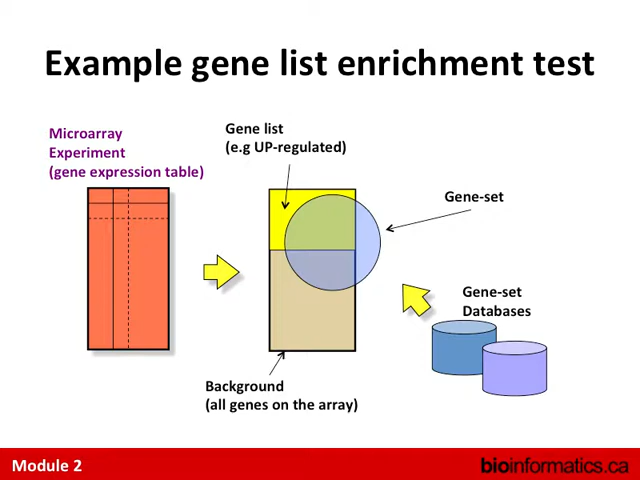 Example gene list enrichment test
Microarray
Experiment
(gene expression table)
Gene list
(e.g UP-regulated)
Gene-set
Gene-set
Databases
Background
(all genes on the array)
Module 2
bioinformatics.ca